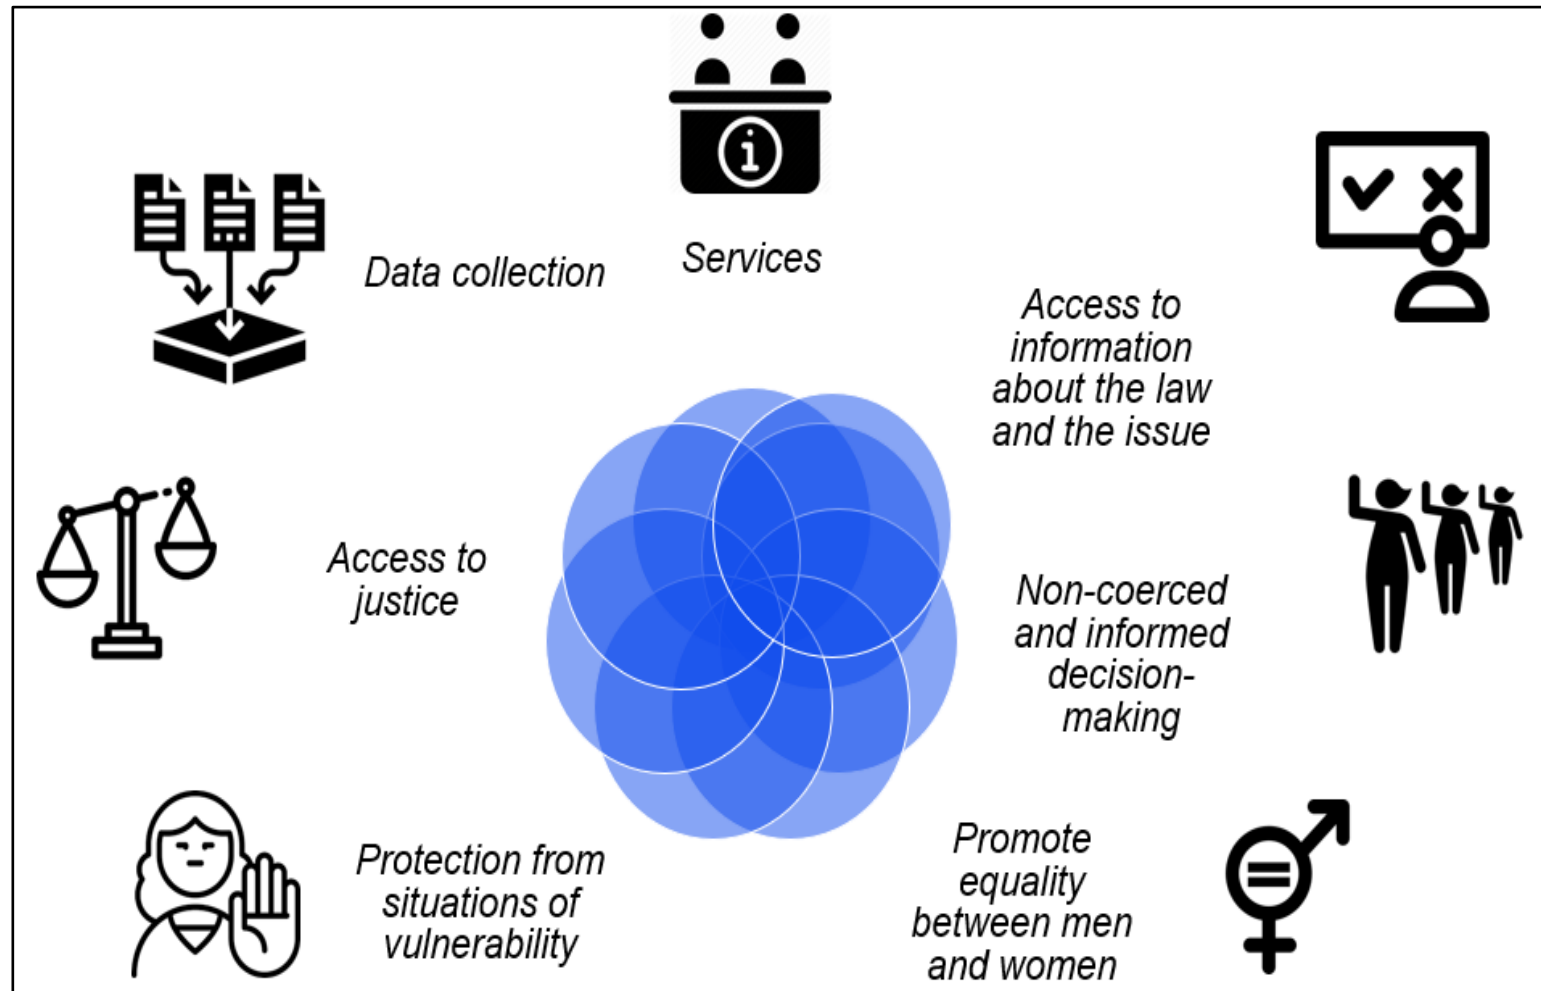 Services
Data collection
Access to
information
about the law
and the issue
Access to
justice
Non-coerced
and informed
decision-
making
Protection from
situations of
vulnerability
Promote
equality
between men
and women